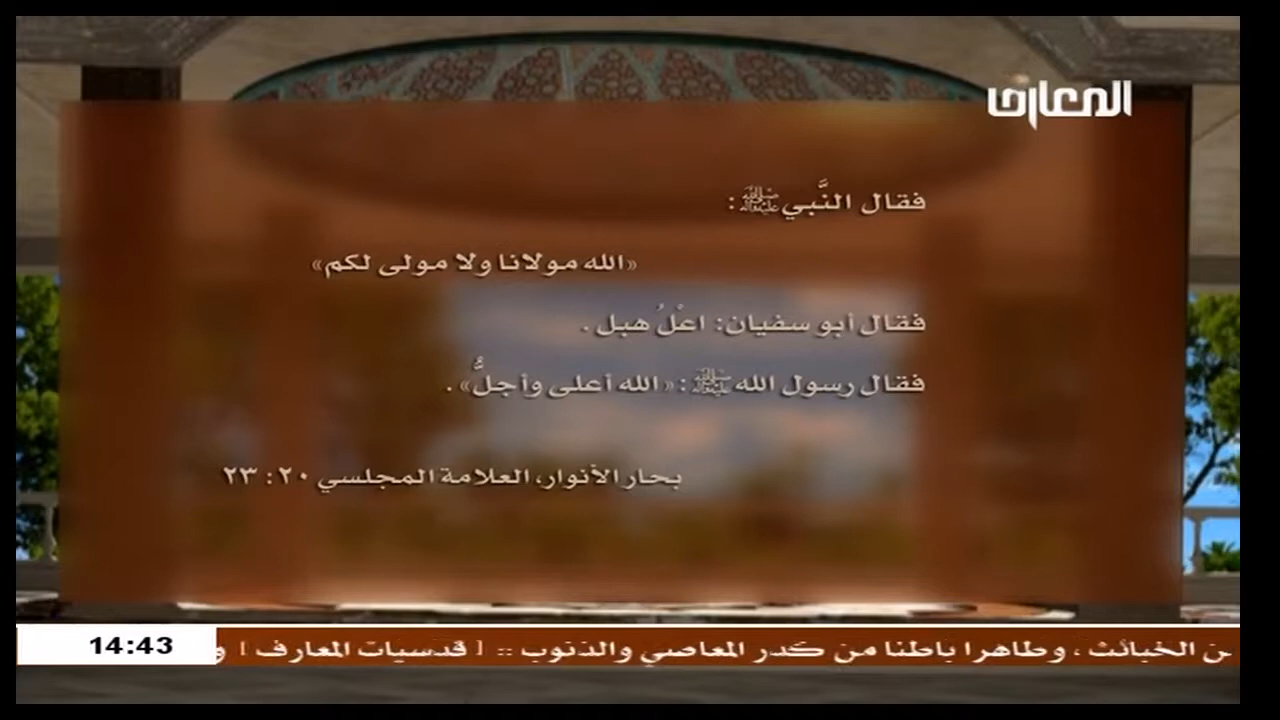 المعارف
فقال النَّبي ﷺ :
«الله مولانا ولا مولى لكم»
فقال أبو سفيان: اعْلُ هبل .
فقال رسول الله ﷺ : «الله أعلى وأجلُّ» .
بحار الأنوار، العلامة المجلسي ٢٠ : ٢٣
ن الخبائث ، وطاهرا باطنا من كدر المعاصي والذنوب :: [ قدسيات المعارف ] و
14:43